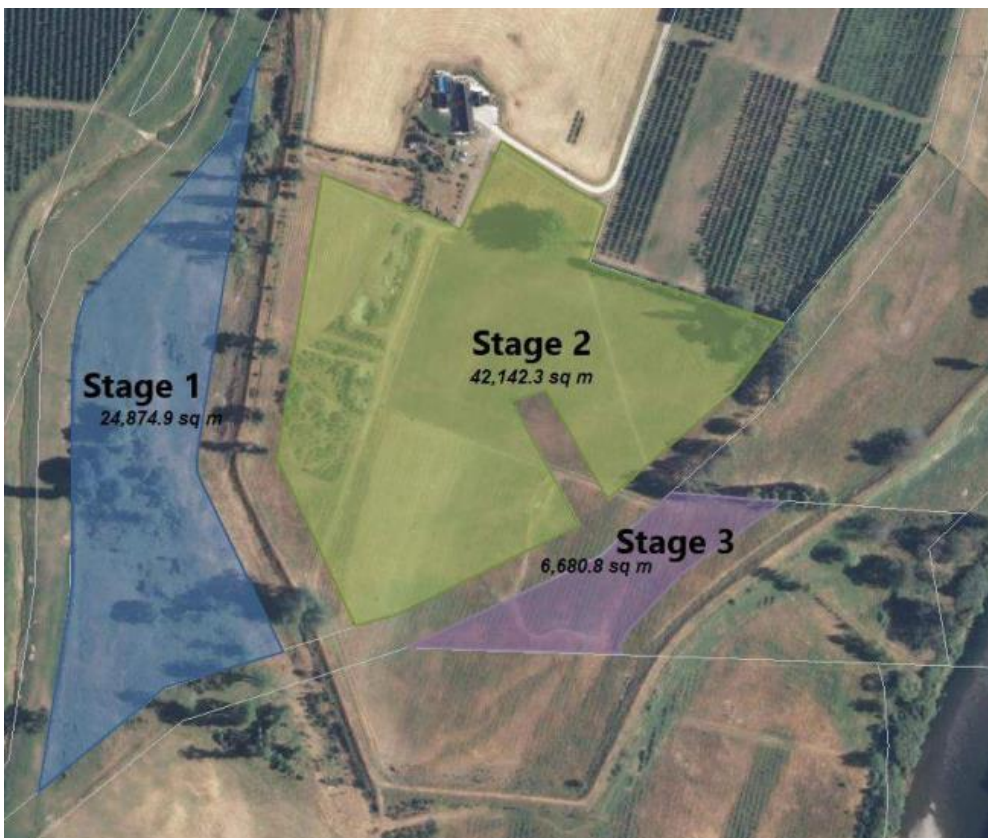 Stage 1
24,874.9 sq m
Stage 2
42,142.3 sq m
Stage 3
6,680.8 sq m